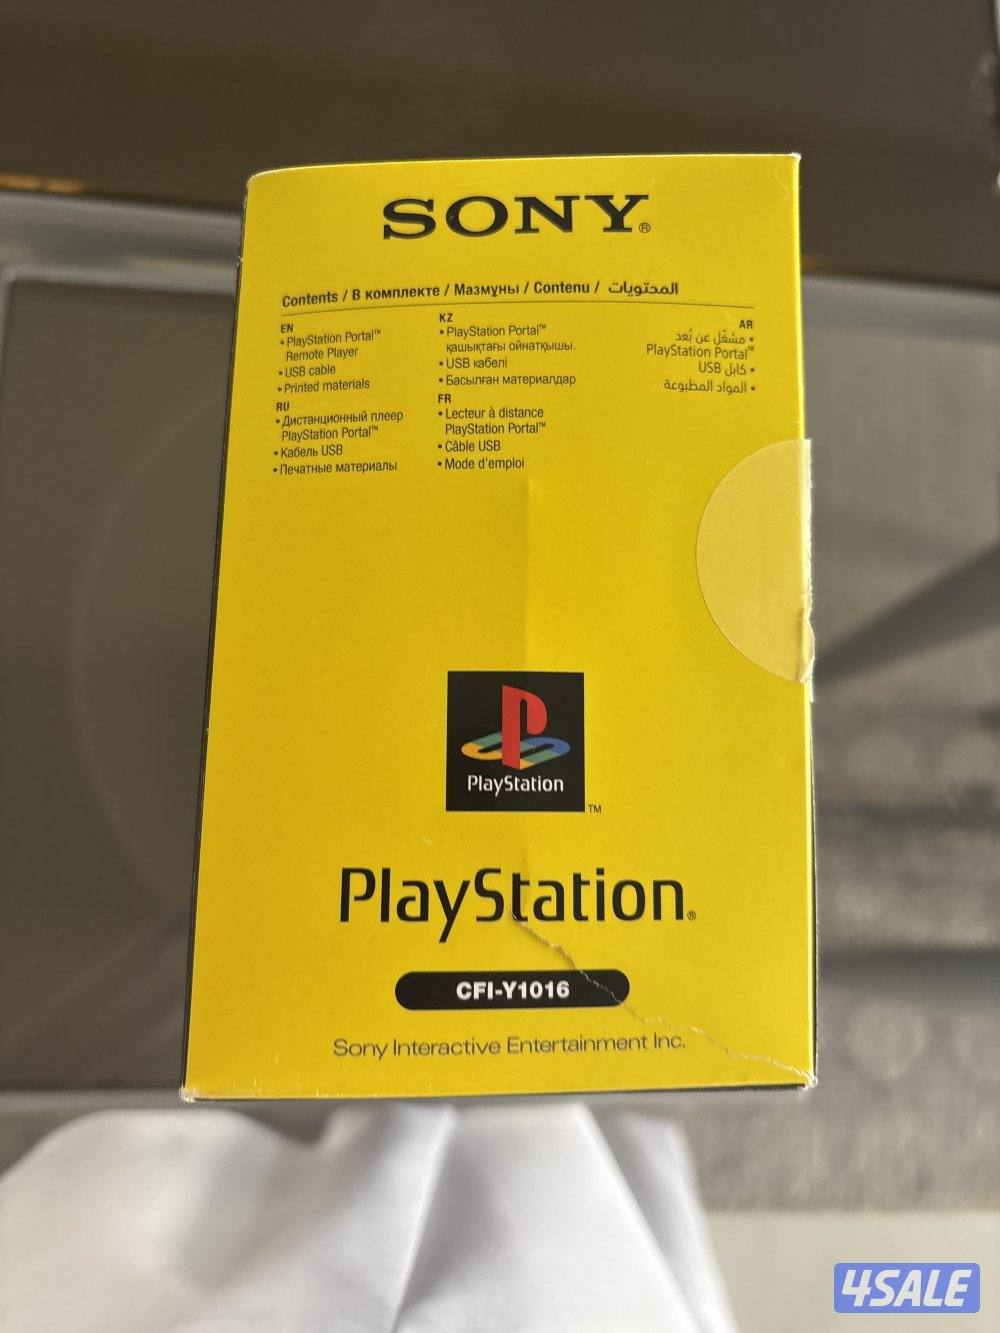 SONY®
Contents / В комплекте / Мазмұны / Contenu / المحتويات
EN
• PlayStation Portal™
Remote Player
• USB cable
• Printed materials
RU
• Дистанционный плеер
PlayStation Portal™
• Кабель USB
• Печатные материалы
KZ
• PlayStation Portal™
қашықтағы ойнатқышы.
• USB кабелі
• Басылған материалдар
FR
• Lecteur à distance
PlayStation Portal™
• Câble USB
• Mode d'emploi
AR
• مشغّل عن بُعد
PlayStation Portal™
• كابل USB
• المواد المطبوعة
PlayStation
TM
PlayStation®
CFI-Y1016
Sony Interactive Entertainment Inc.
4SALE